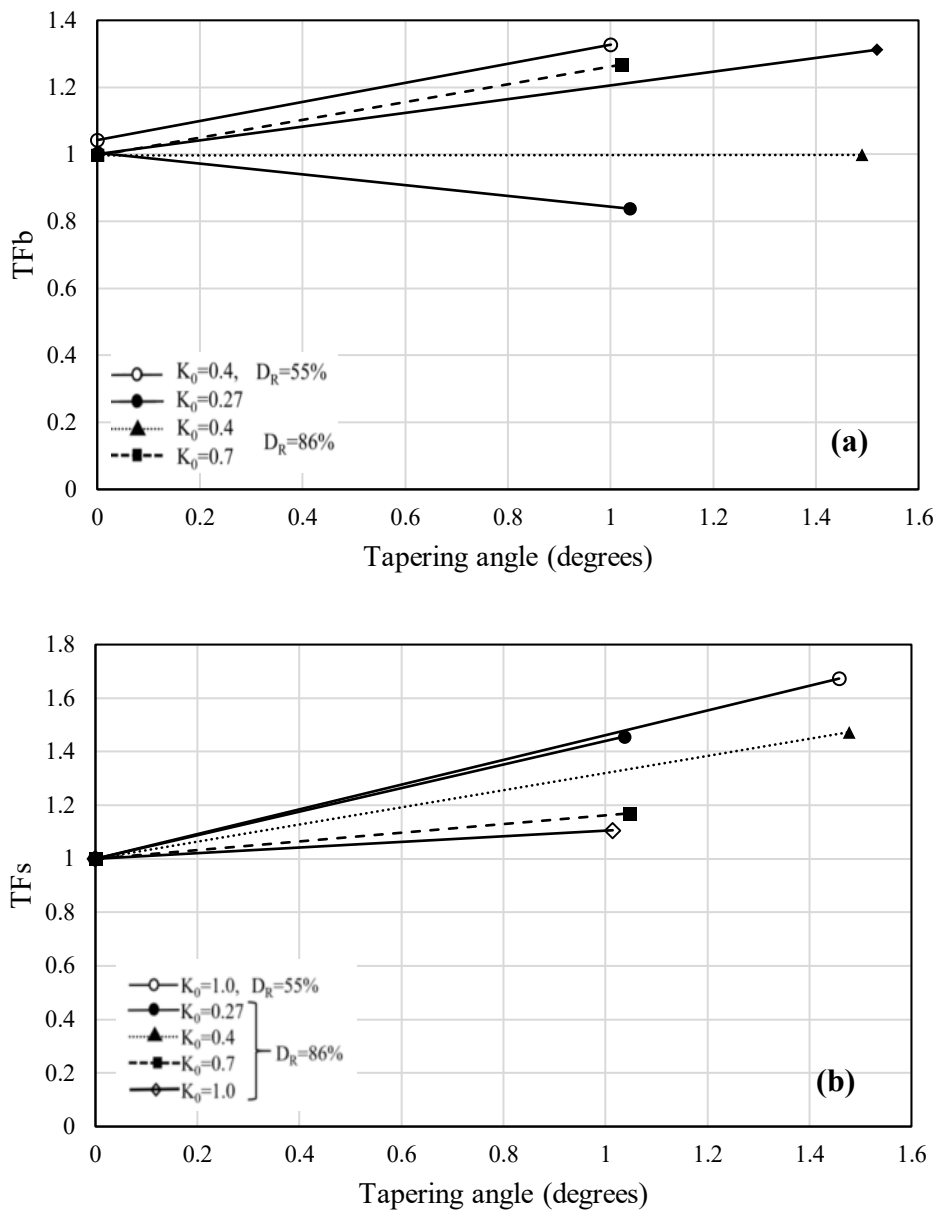 1.4
1.2
1
0.8
0.6
0.4
0.2
0
TFb
K₀=0.4, D_R=55%
K₀=0.27
K₀=0.4
D_R=86%
K₀=0.7
(a)
0 0.2 0.4 0.6 0.8 1 1.2 1.4 1.6
Tapering angle (degrees)
1.8
1.6
1.4
1.2
1
0.8
0.6
0.4
0.2
0
TFs
K₀=1.0, D_R=55%
K₀=0.27
K₀=0.4
D_R=86%
K₀=0.7
K₀=1.0
(b)
0 0.2 0.4 0.6 0.8 1 1.2 1.4 1.6
Tapering angle (degrees)